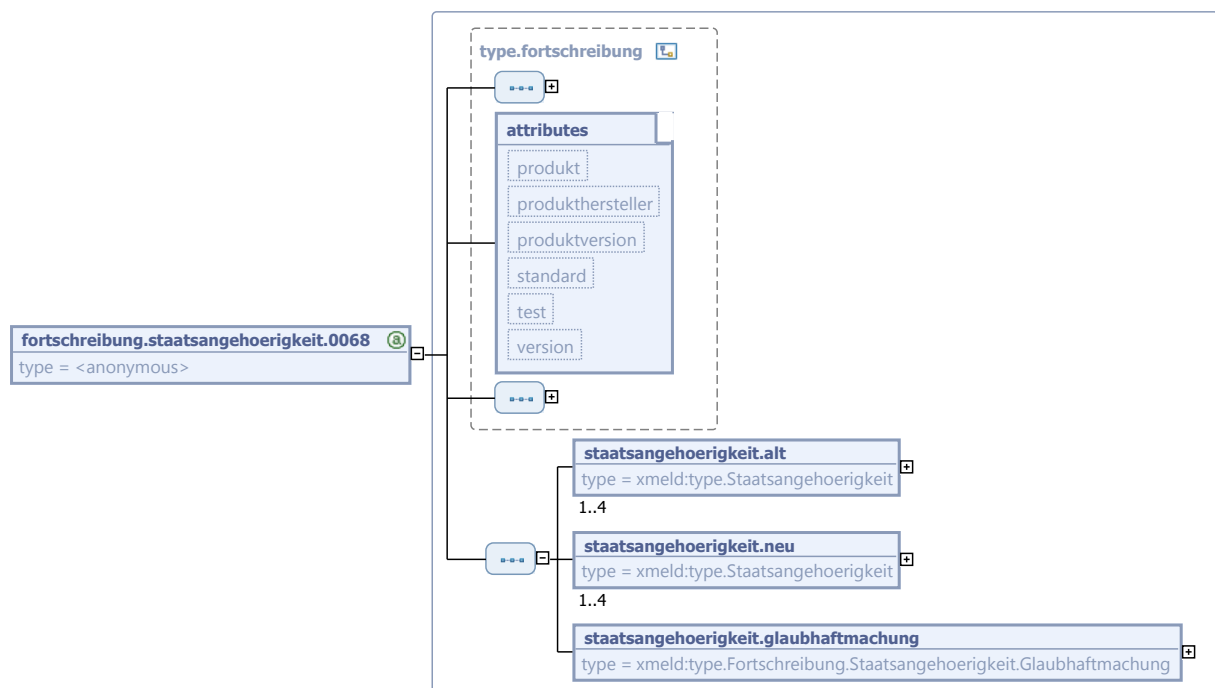 type.fortschreibung
attributes
produkt
produkthersteller
produktversion
standard
test
version
fortschreibung.staatsangehoerigkeit.0068
type = <anonymous>
staatsangehoerigkeit.alt
type = xmeld:type.Staatsangehoerigkeit
1..4
staatsangehoerigkeit.neu
type = xmeld:type.Staatsangehoerigkeit
1..4
staatsangehoerigkeit.glaubhaftmachung
type = xmeld:type.Fortschreibung.Staatsangehoerigkeit.Glaubhaftmachung